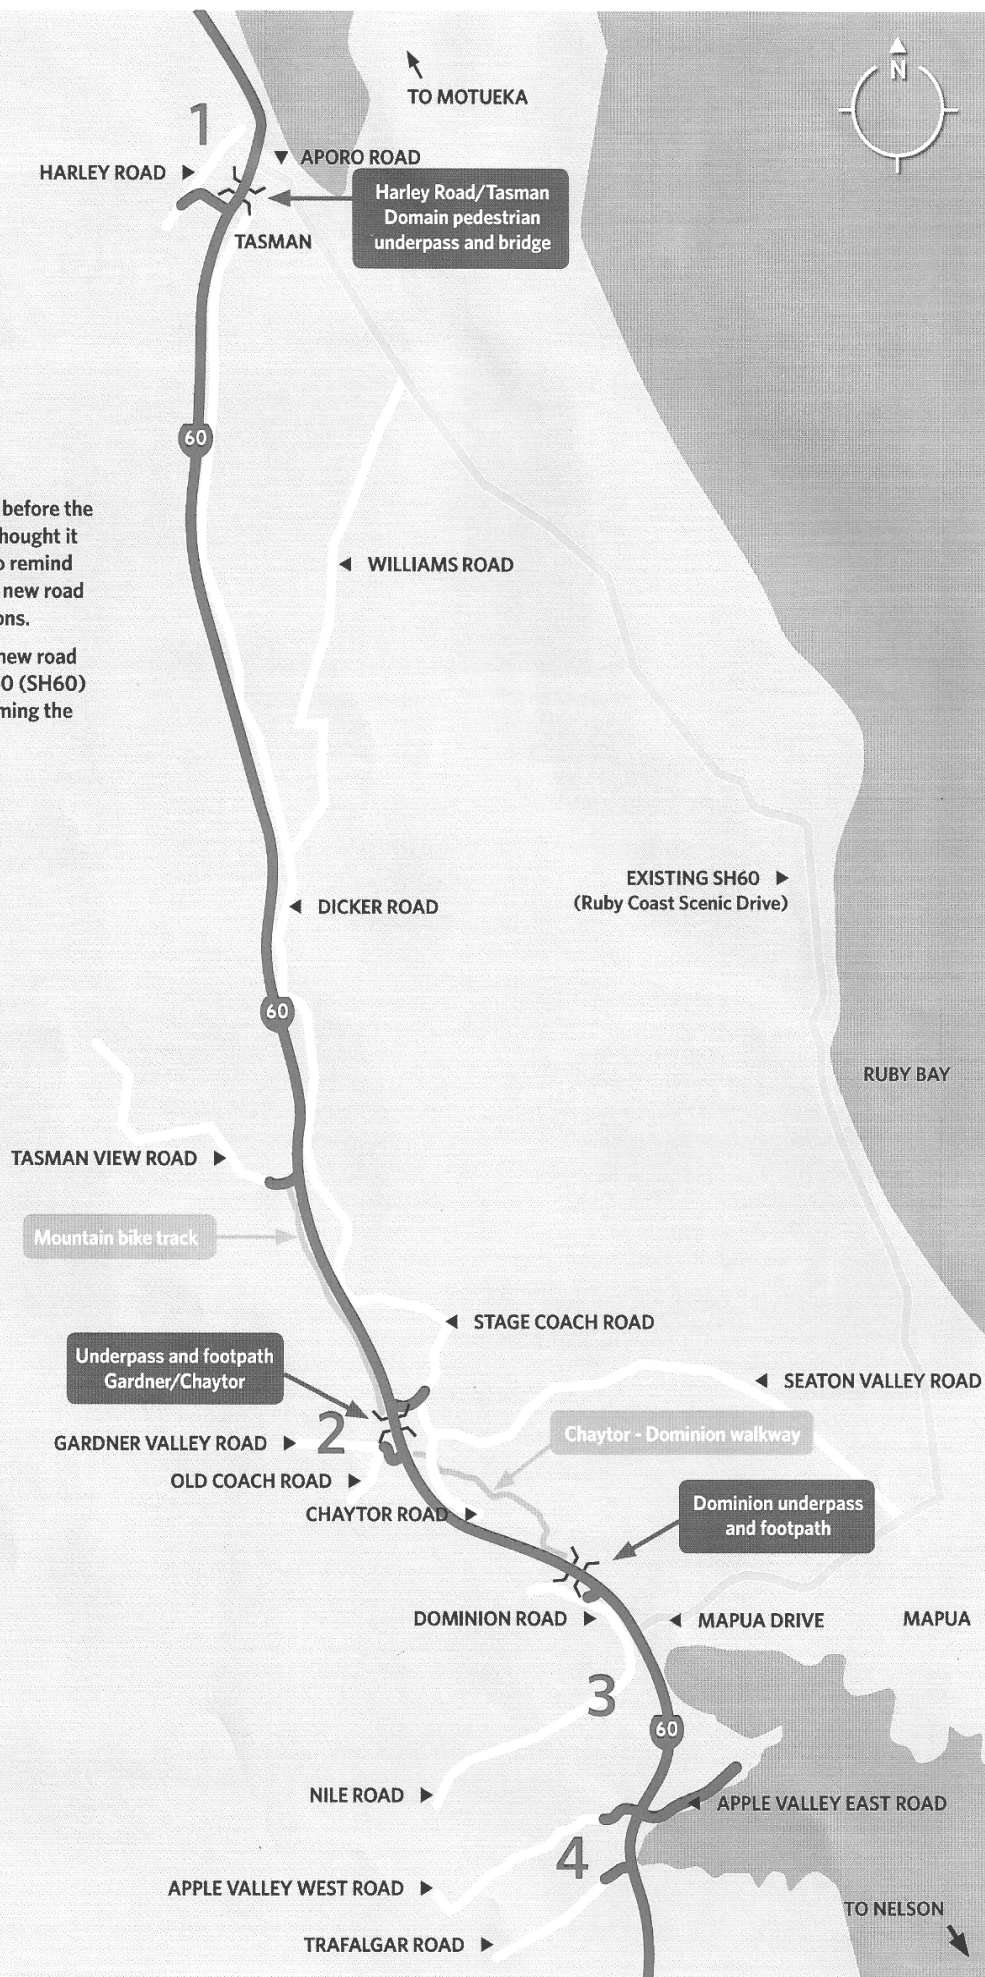 N
TO MOTUEKA
1
APORO ROAD
HARLEY ROAD
Harley Road/Tasman
Domain pedestrian
underpass and bridge
TASMAN
60
before the
hought it
o remind
new road
ons.
new road
0 (SH60)
ming the
WILLIAMS ROAD
EXISTING SH60
(Ruby Coast Scenic Drive)
DICKER ROAD
60
RUBY BAY
TASMAN VIEW ROAD
Mountain bike track
STAGE COACH ROAD
Underpass and footpath
Gardner/Chaytor
SEATON VALLEY ROAD
2
Chaytor - Dominion walkway
GARDNER VALLEY ROAD
OLD COACH ROAD
CHAYTOR ROAD
Dominion underpass
and footpath
DOMINION ROAD
MAPUA DRIVE
MAPUA
3
60
NILE ROAD
APPLE VALLEY EAST ROAD
4
APPLE VALLEY WEST ROAD
TO NELSON
TRAFALGAR ROAD